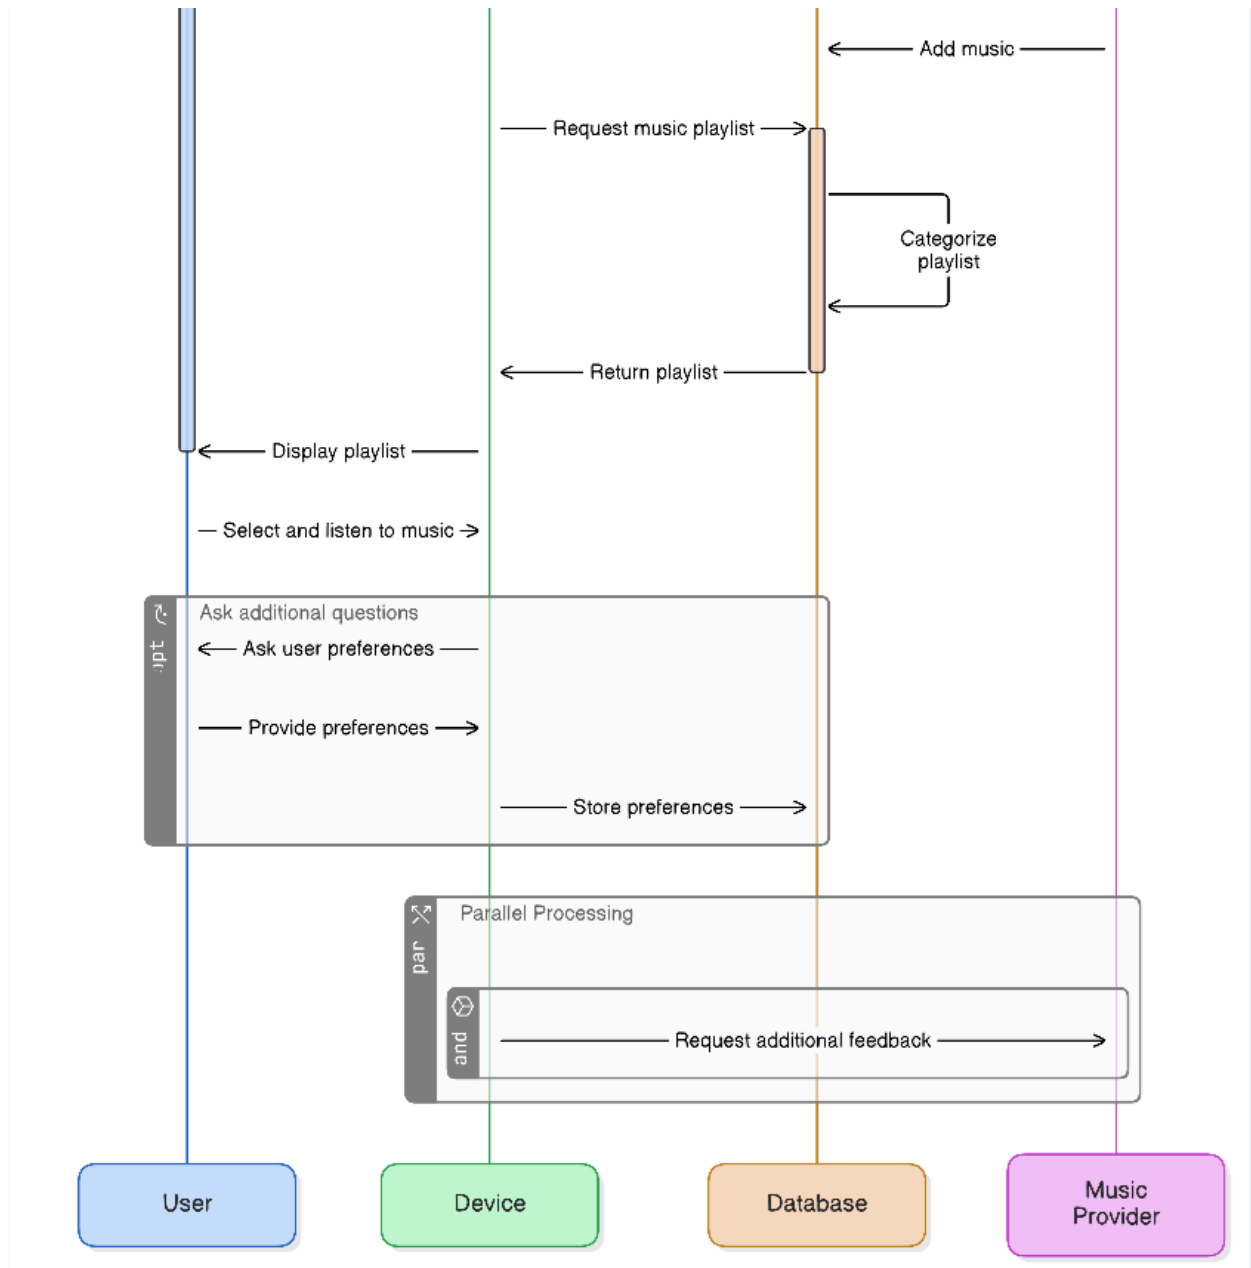 Add music
Request music playlist
Categorize
playlist
Return playlist
Display playlist
Select and listen to music
Ask additional questions
opt
Ask user preferences
Provide preferences
Store preferences
Parallel Processing
par
and
Request additional feedback
User
Device
Database
Music
Provider